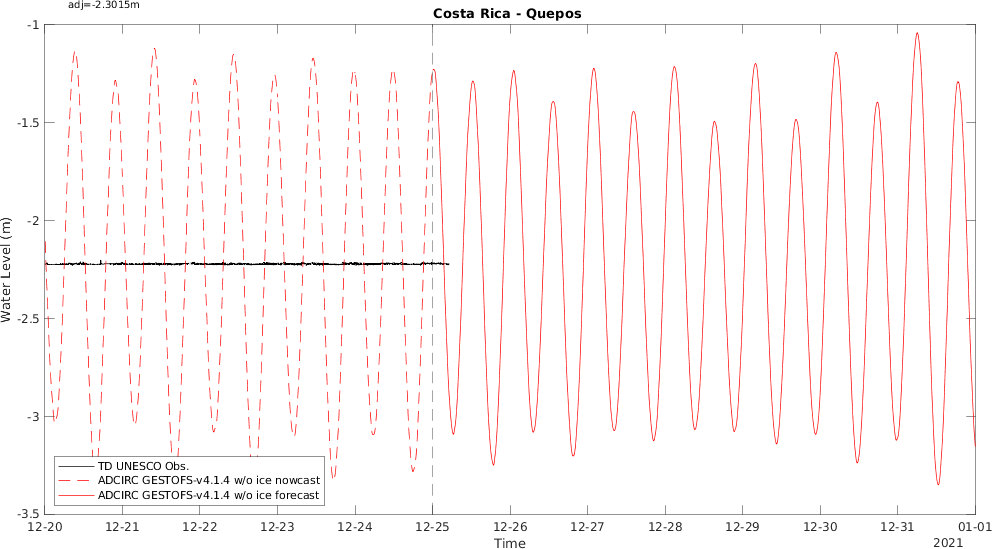 adj=-2.3015m
Costa Rica - Quepos
-1
-1.5
-2
-2.5
-3
-3.5
Water Level (m)
TD UNESCO Obs.
ADCIRC GESTOFS-v4.1.4 w/o ice nowcast
ADCIRC GESTOFS-v4.1.4 w/o ice forecast
12-20 12-21 12-22 12-23 12-24 12-25 12-26 12-27 12-28 12-29 12-30 12-31 01-01
Time
2021